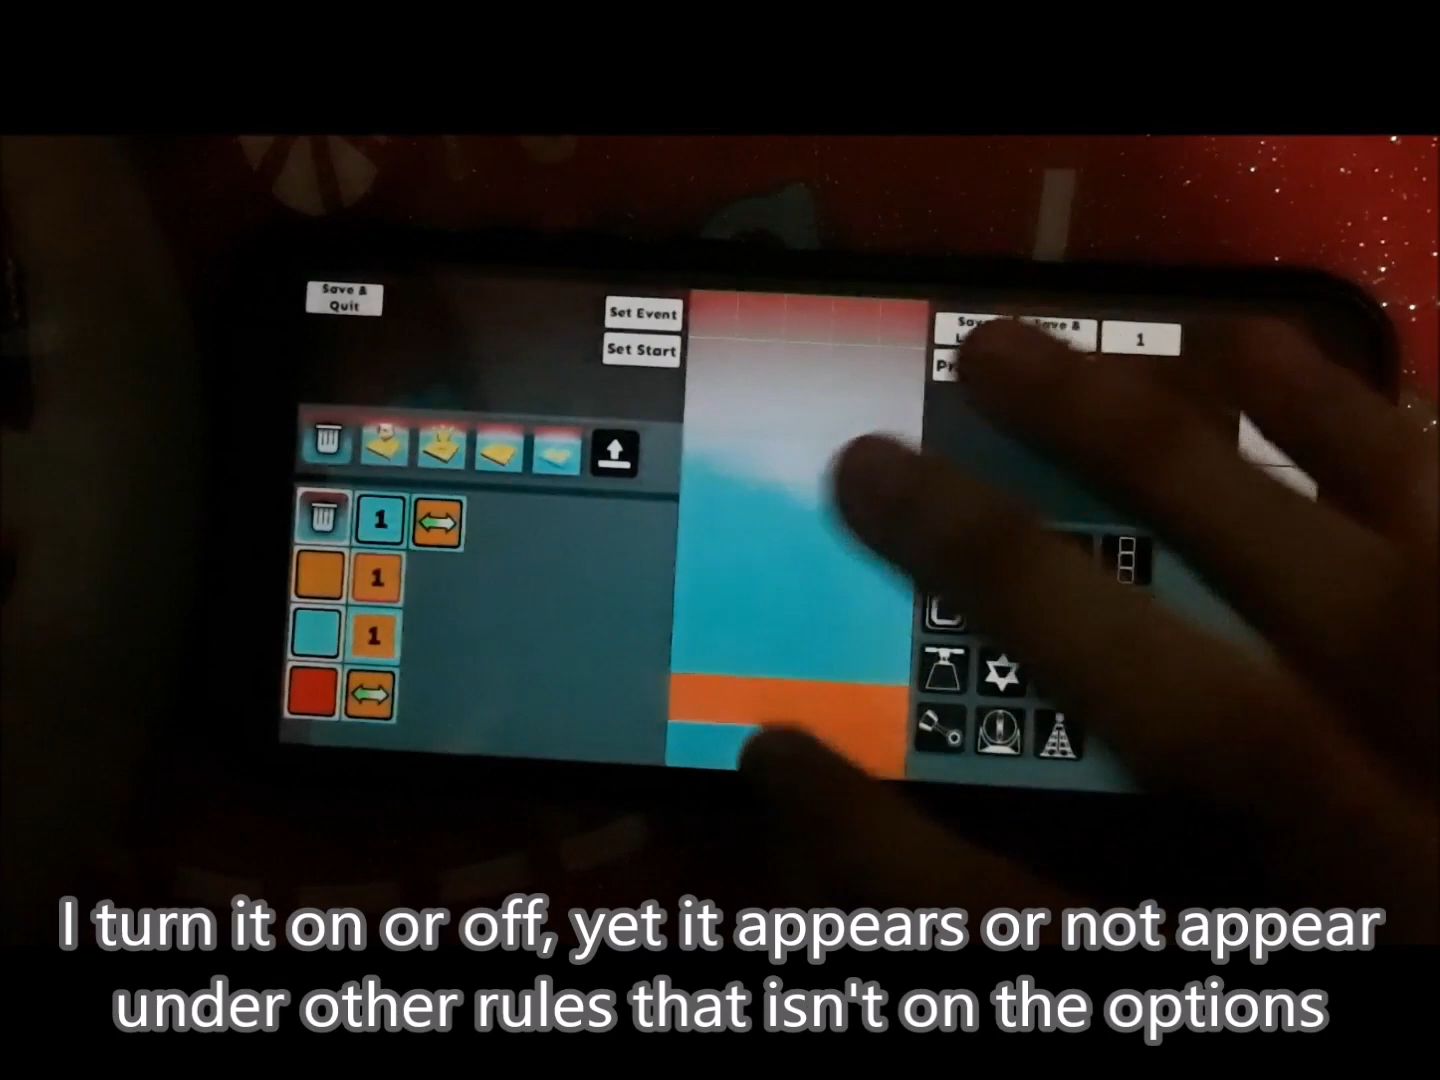 Save &
Quit
Set Event
Set Start
1
1
1
1
I turn it on or off, yet it appears or not appear
under other rules that isn't on the options